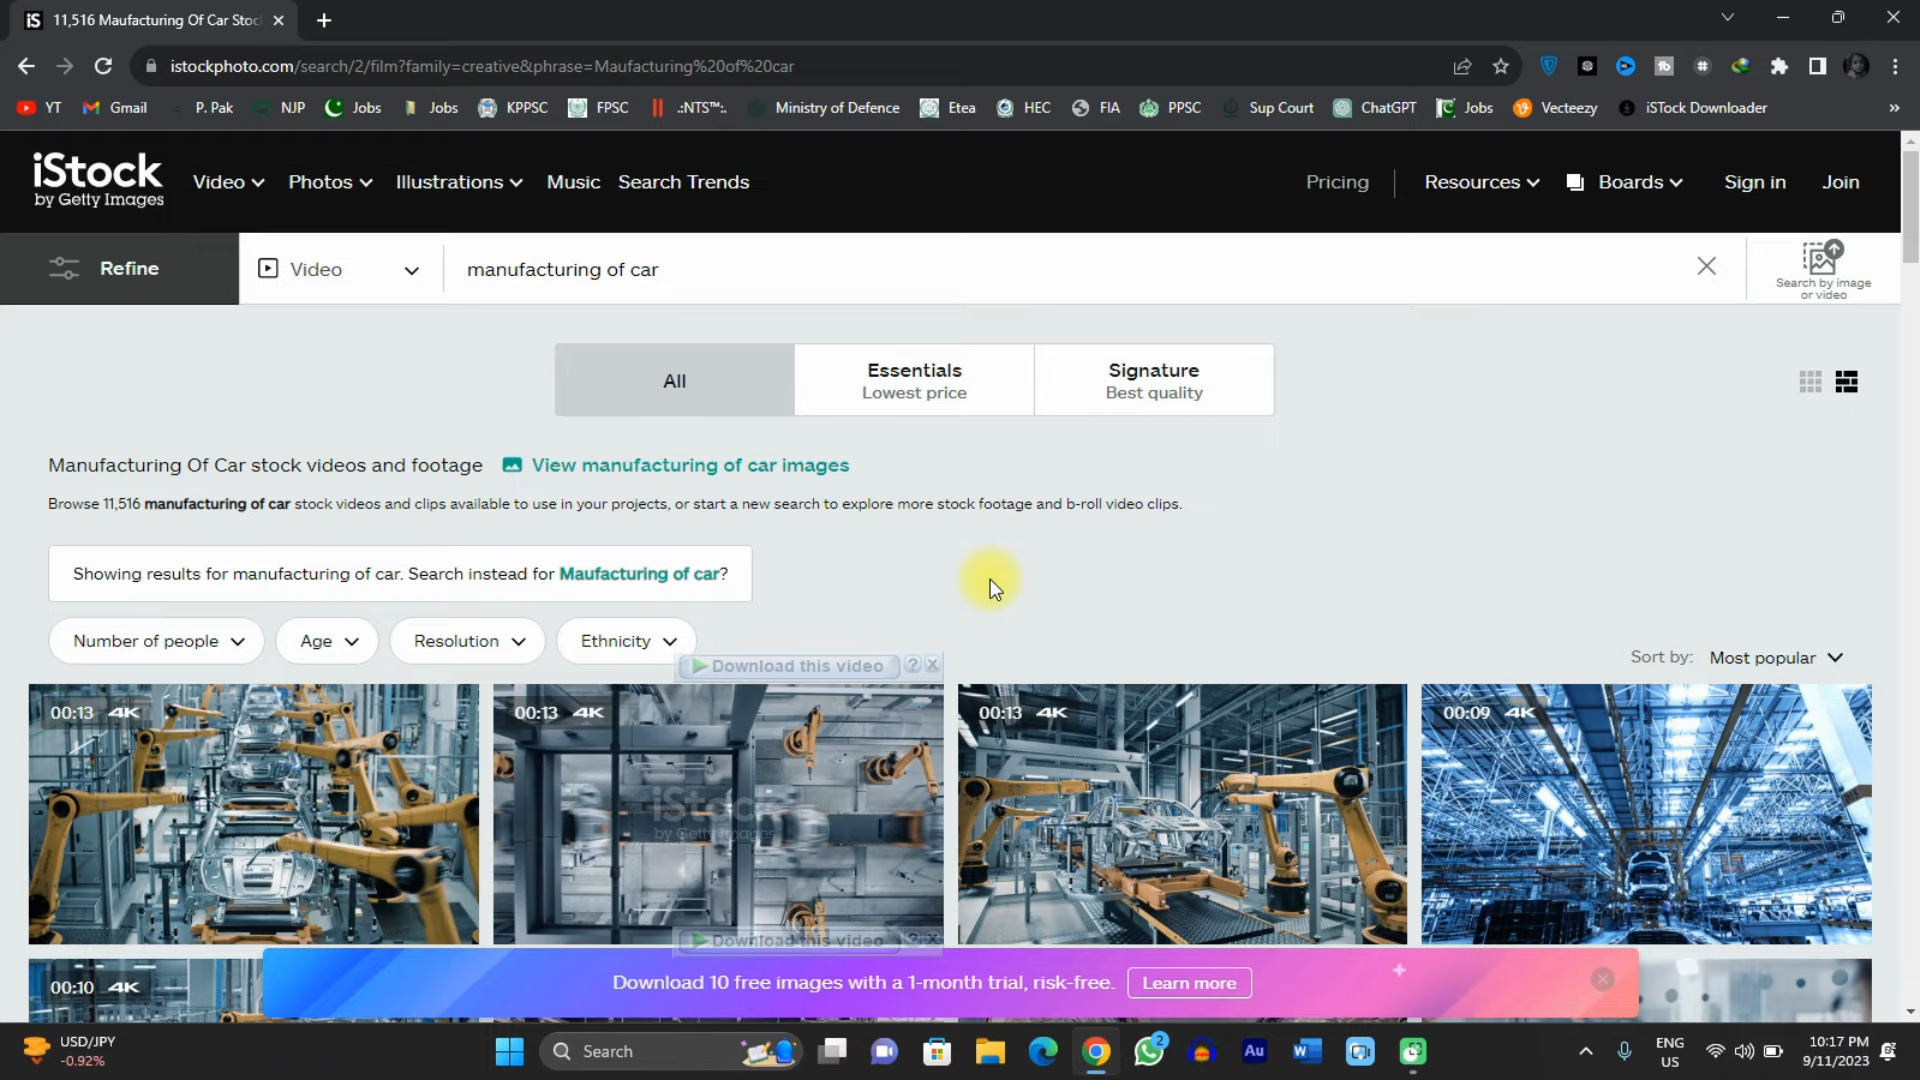 iS 11,516 Maufacturing Of Car Stoc
istockphoto.com/search/2/film?family=creative&phrase=Maufacturing%20of%20car
YT Gmail P. Pak NJP Jobs Jobs KPPSC FPSC .:NTS™:. Ministry of Defence Etea HEC FIA PPSC Sup Court ChatGPT Jobs Vecteezy iSTock Downloader »
iStock
by Getty Images
Video Photos Illustrations Music Search Trends Pricing Resources Boards Sign in Join
Refine Video manufacturing of car
Search by image
or video
All
Essentials
Lowest price
Signature
Best quality
Manufacturing Of Car stock videos and footage View manufacturing of car images
Browse 11,516 manufacturing of car stock videos and clips available to use in your projects, or start a new search to explore more stock footage and b-roll video clips.
Showing results for manufacturing of car. Search instead for Maufacturing of car?
Number of people Age Resolution Ethnicity
Sort by: Most popular
Download this video ? X
00:13 4K 00:13 4K 00:13 4K 00:09 4K
iStock
by Getty Images
Download this video ? X
Download 10 free images with a 1-month trial, risk-free. Learn more
00:10 4K
USD/JPY
-0.92%
Search
2
Au
W
ENG
US
10:17 PM
9/11/2023